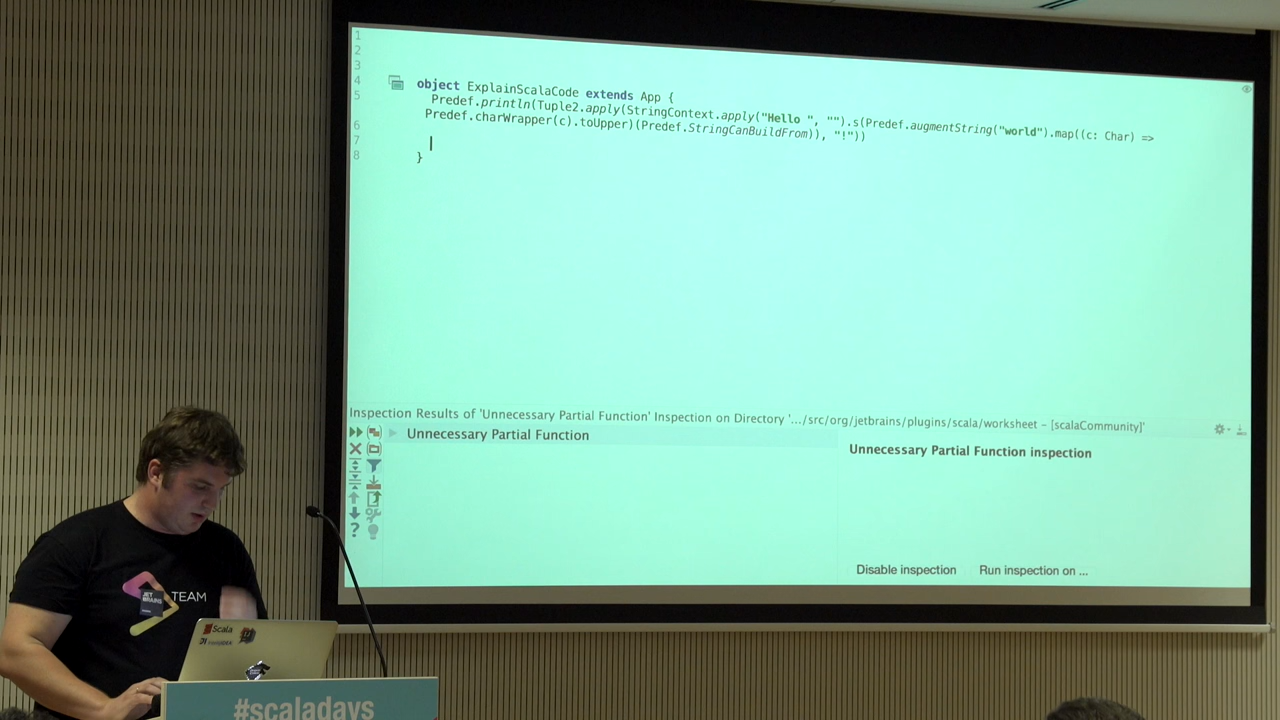 1
2
3
4
5
6
7
8
object ExplainScalaCode extends App {
Predef.println(Tuple2.apply(StringContext.apply("Hello ", "").s(Predef.augmentString("world").map((c: Char) =>
Predef.charWrapper(c).toUpper)(Predef.StringCanBuildFrom)), "!"))
}
Inspection Results of 'Unnecessary Partial Function' Inspection on Directory '.../src/org/jetbrains/plugins/scala/worksheet - [scalaCommunity]'
Unnecessary Partial Function
Unnecessary Partial Function inspection
Disable inspection Run inspection on ...
JET
BRAINS
TEAM
Scala
#scaladays